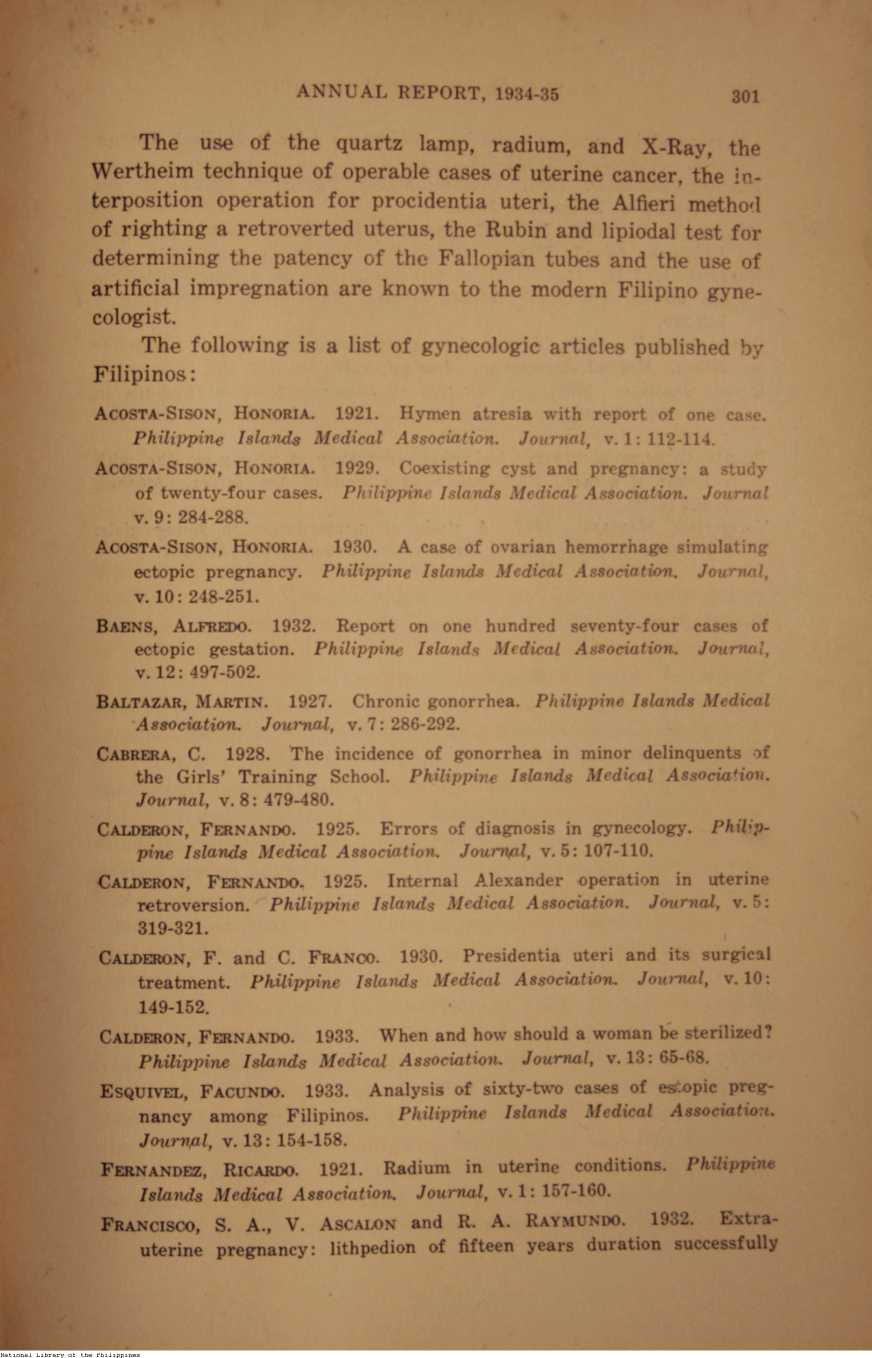 ANNUAL REPORT, 1934-35 301
The use of the quartz lamp, radium, and X-Ray, the
Wertheim technique of operable cases of uterine cancer, the in-
terposition operation for procidentia uteri, the Alfieri method
of righting a retroverted uterus, the Rubin and lipiodal test for
determining the patency of the Fallopian tubes and the use of
artificial impregnation are known to the modern Filipino gyne-
cologist.
The following is a list of gynecologic articles published by
Filipinos:
ACOSTA-SISON, HONORIA. 1921. Hymen atresia with report of one case.
Philippine Islands Medical Association. Journal, v. 1: 112-114.
ACOSTA-SISON, HONORIA. 1929. Coexisting cyst and pregnancy: a study
of twenty-four cases. Philippine Islands Medical Association. Journal
v. 9: 284-288.
ACOSTA-SISON, HONORIA. 1930. A case of ovarian hemorrhage simulating
ectopic pregnancy. Philippine Islands Medical Association. Journal,
v. 10: 248-251.
BAENS, ALFREDO. 1932. Report on one hundred seventy-four cases of
ectopic gestation. Philippine Islands Medical Association. Journal,
v. 12: 497-502.
BALTAZAR, MARTIN. 1927. Chronic gonorrhea. Philippine Islands Medical
Association. Journal, v. 7: 286-292.
CABRERA, C. 1928. The incidence of gonorrhea in minor delinquents of
the Girls' Training School. Philippine Islands Medical Association.
Journal, v. 8: 479-480.
CALDERON, FERNANDO. 1925. Errors of diagnosis in gynecology. Philip-
pine Islands Medical Association. Journal, v. 5: 107-110.
CALDERON, FERNANDO. 1925. Internal Alexander operation in uterine
retroversion. Philippine Islands Medical Association. Journal, v. 5:
319-321.
CALDERON, F. and C. FRANCO. 1930. Presidentia uteri and its surgical
treatment. Philippine Islands Medical Association. Journal, v. 10:
149-152.
CALDERON, FERNANDO. 1933. When and how should a woman be sterilized?
Philippine Islands Medical Association. Journal, v. 13: 65-68.
ESQUIVEL, FACUNDO. 1933. Analysis of sixty-two cases of estopic preg-
nancy among Filipinos. Philippine Islands Medical Association.
Journal, v. 13: 154-158.
FERNANDEZ, RICARDO. 1921. Radium in uterine conditions. Philippine
Islands Medical Association. Journal, v. 1: 157-160.
FRANCISCO, S. A., V. ASCALON and R. A. RAYMUNDO. 1932. Extra-
uterine pregnancy: lithpedion of fifteen years duration successfully
National Library of the Philippines